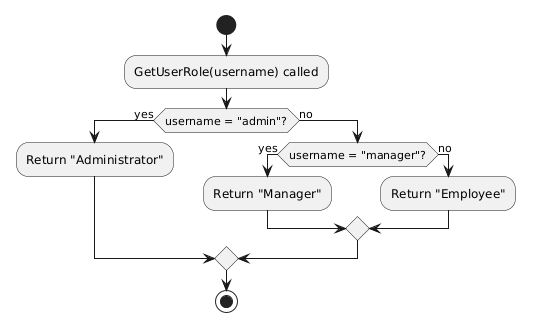 GetUserRole(username) called
yes
username = "admin"?
no
Return "Administrator"
yes
username = "manager"?
no
Return "Manager"
Return "Employee"